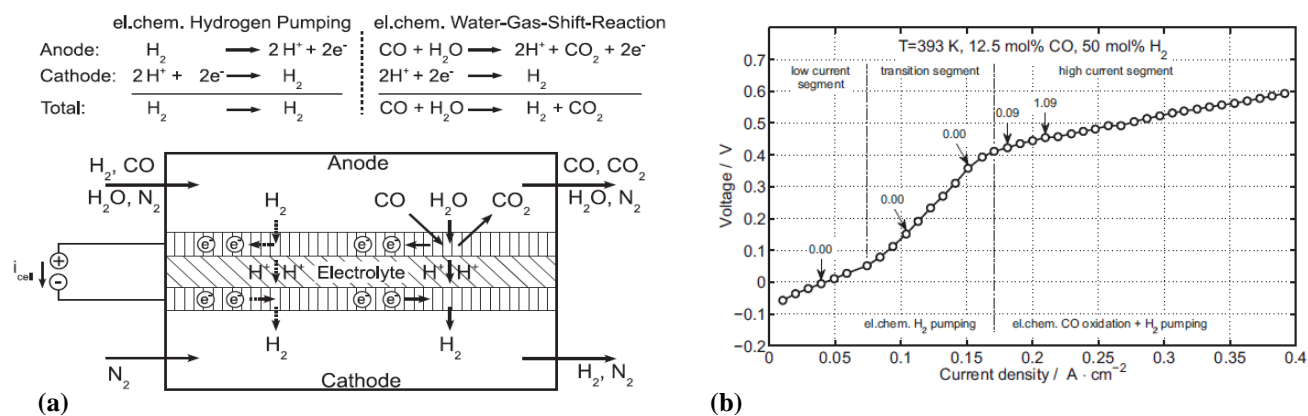 el.chem. Hydrogen Pumping
el.chem. Water-Gas-Shift-Reaction
Anode: H₂ → 2 H⁺ + 2e⁻
CO + H₂O → 2H⁺ + CO₂ + 2e⁻
Cathode: 2 H⁺ + 2e⁻ → H₂
2H⁺ + 2e⁻ → H₂
Total: H₂ → H₂
CO + H₂O → H₂ + CO₂
H₂, CO
H₂O, N₂
Anode
CO, CO₂
H₂O, N₂
H₂
CO
H₂O
CO₂
e⁻ e⁻
e⁻ e⁻
i cell
+
-
H⁺ H⁺
Electrolyte
H⁺ H⁺
e⁻ e⁻
e⁻ e⁻
H₂
H₂
N₂
Cathode
H₂, N₂
(a)
T=393 K, 12.5 mol% CO, 50 mol% H₂
low current
segment
transition segment
high current segment
0.00
0.00
0.00
0.09
1.09
el.chem. H₂ pumping
el.chem. CO oxidation + H₂ pumping
Voltage / V
0.7
0.6
0.5
0.4
0.3
0.2
0.1
0
−0.1
−0.2
0
0.05
0.1
0.15
0.2
0.25
0.3
0.35
0.4
Current density / A · cm⁻²
(b)